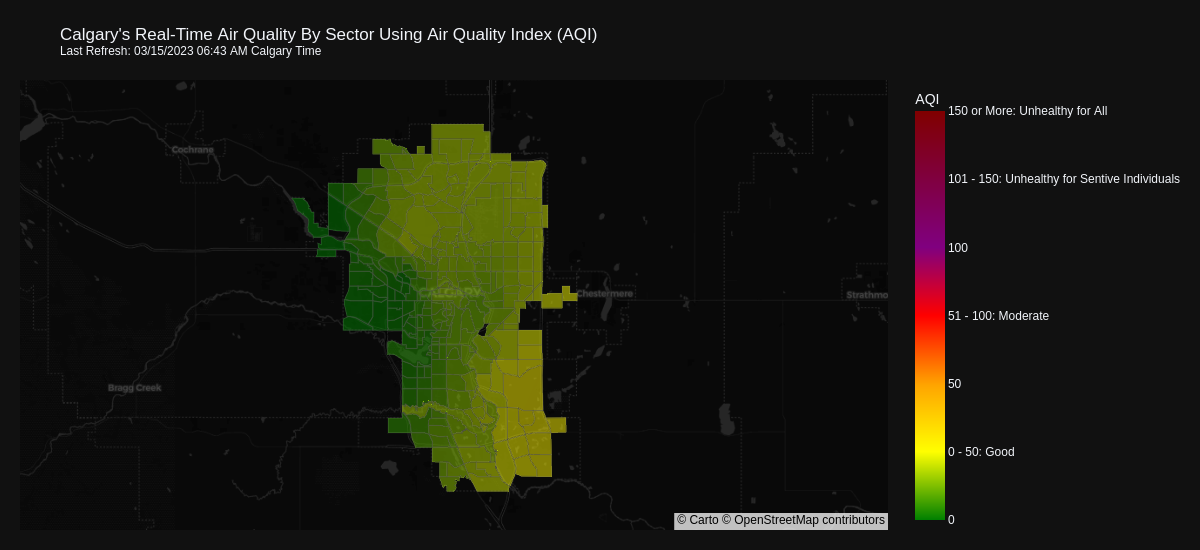 Calgary's Real-Time Air Quality By Sector Using Air Quality Index (AQI)
Last Refresh: 03/15/2023 06:43 AM Calgary Time
AQI
150 or More: Unhealthy for All
Cochrane
101 - 150: Unhealthy for Sentive Individuals
100
CALGARY
Chestermere
Strathmo
51 - 100: Moderate
Bragg Creek
50
0 - 50: Good
0
© Carto © OpenStreetMap contributors